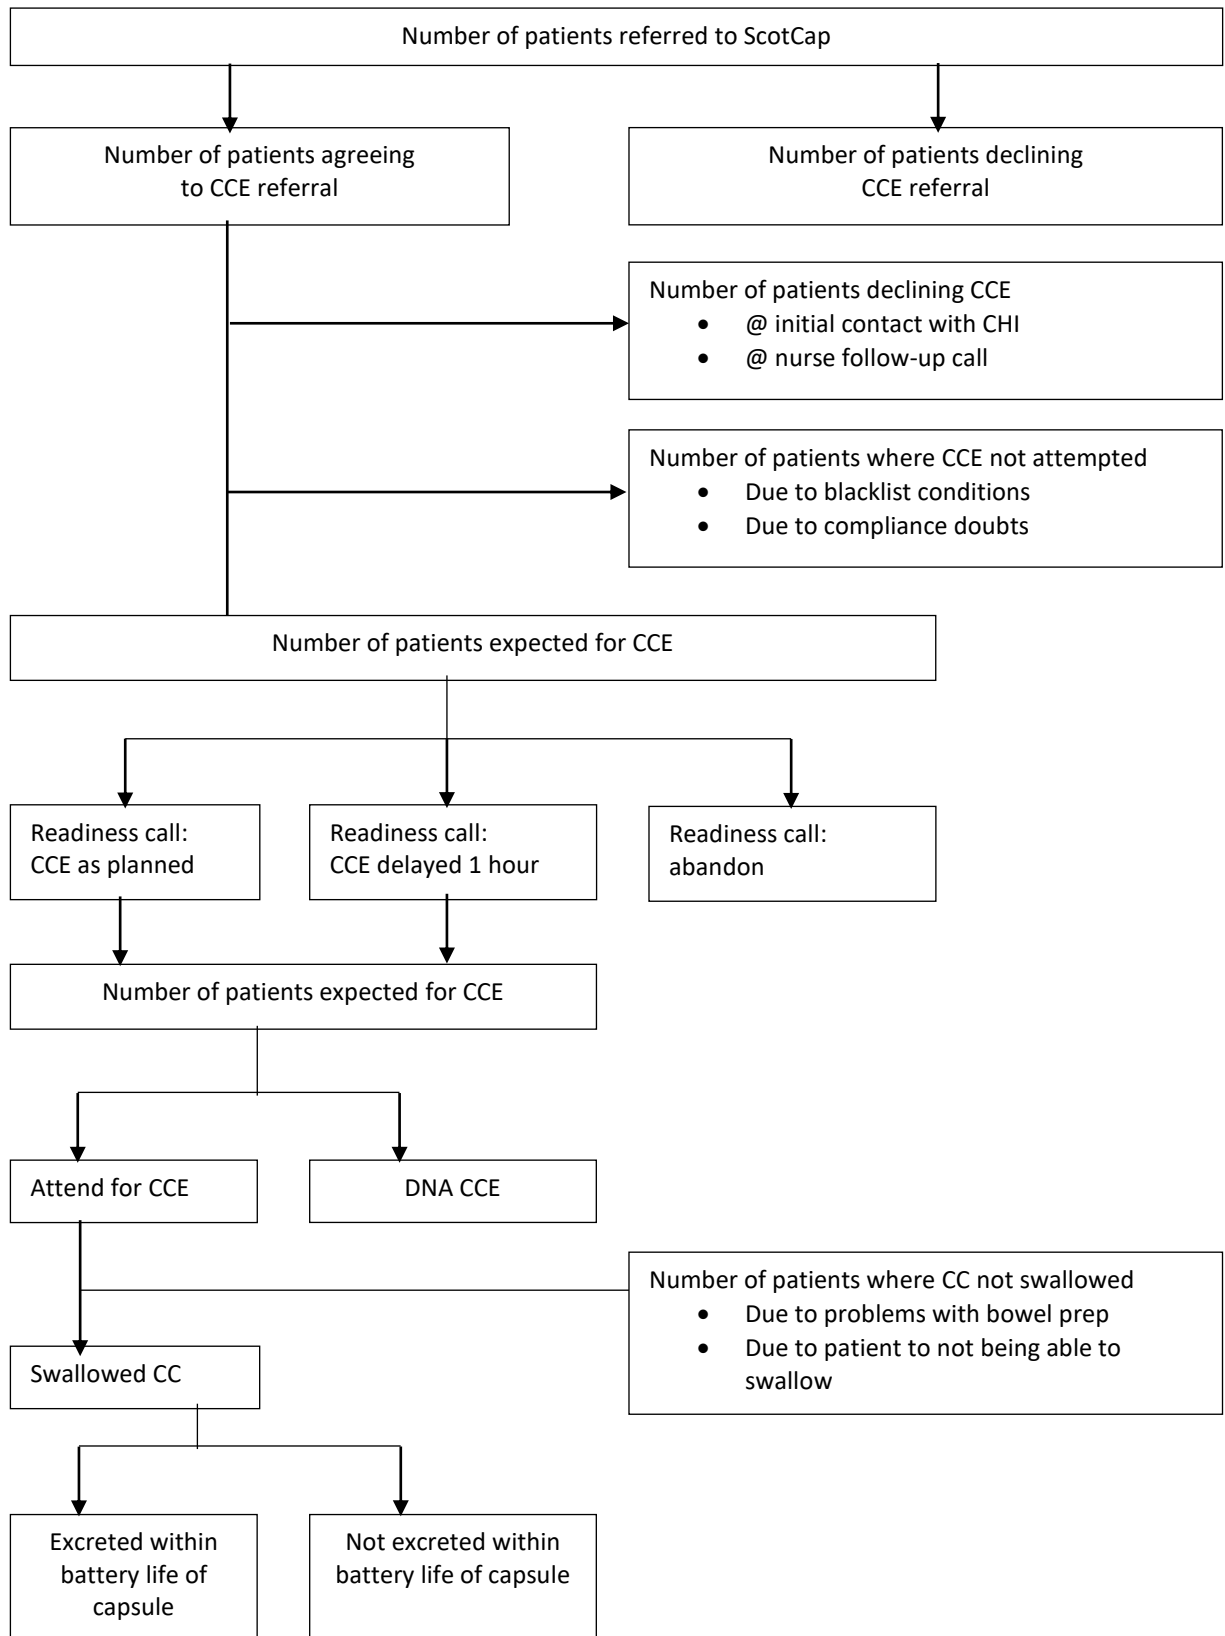 Number of patients referred to ScotCap
Number of patients agreeing
to CCE referral
Number of patients declining
CCE referral
Number of patients declining CCE
• @ initial contact with CHI
• @ nurse follow-up call
Number of patients where CCE not attempted
• Due to blacklist conditions
• Due to compliance doubts
Number of patients expected for CCE
Readiness call:
CCE as planned
Readiness call:
CCE delayed 1 hour
Readiness call:
abandon
Number of patients expected for CCE
Attend for CCE
DNA CCE
Number of patients where CC not swallowed
• Due to problems with bowel prep
• Due to patient to not being able to
swallow
Swallowed CC
Excreted within
battery life of
capsule
Not excreted within
battery life of capsule